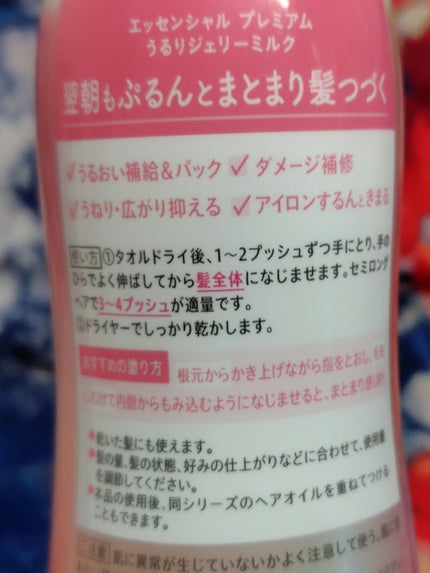 エッセンシャル プレミアム
うるりジェリーミルク
翌朝もぷるんとまとまり髪つづく
✓うるおい補給&パック ✓ダメージ補修
✓うねり・広がり抑える ✓アイロンするんときまる
使い方 ①タオルドライ後、1〜2プッシュずつ手にとり、手の
ひらでよく伸ばしてから髪全体になじませます。セミロング
ヘアで3〜4プッシュが適量です。
②ドライヤーでしっかり乾かします。
おすすめの塗り方 根元からかき上げながら指をとおし、毛先
にむけて内側からもみ込むようになじませると、まとまり感UP!
●乾いた髪にも使えます。
●髪の量、髪の状態、好みの仕上がりなどに合わせて、使用量
を調節してください。
●本品の使用後、同シリーズのヘアオイルを重ねてつける
こともできます。
ご注意 肌に異常が生じていないかよく注意して使う。